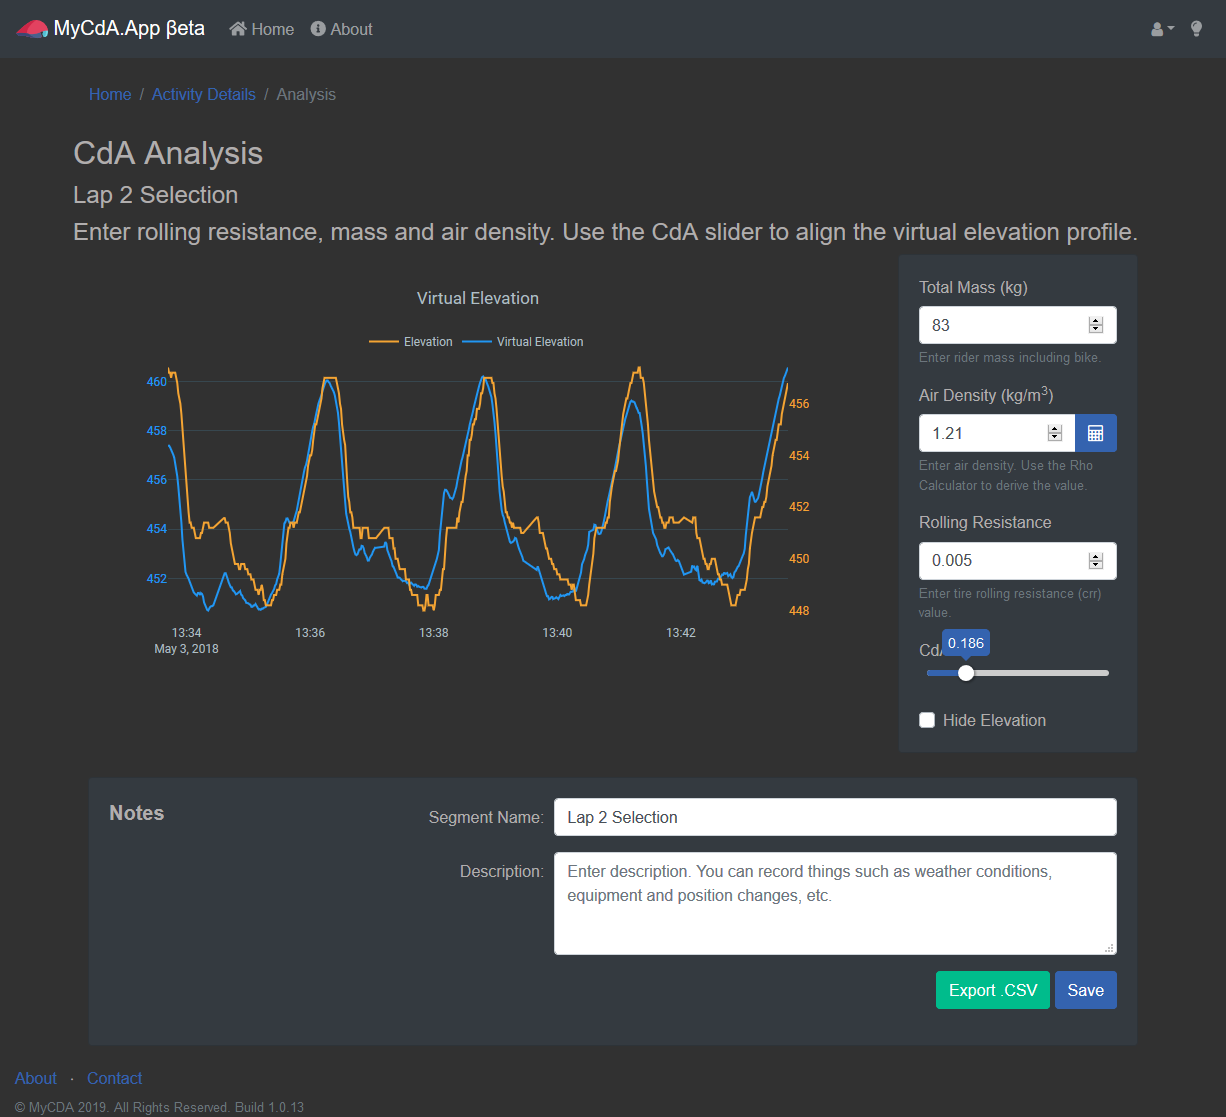 MyCdA.App βeta Home About
Home / Activity Details / Analysis
CdA Analysis
Lap 2 Selection
Enter rolling resistance, mass and air density. Use the CdA slider to align the virtual elevation profile.
Virtual Elevation
Elevation Virtual Elevation
460
458
456
454
452
456
454
452
450
448
13:34 13:36 13:38 13:40 13:42
May 3, 2018
Total Mass (kg)
83
Enter rider mass including bike.
Air Density (kg/m³)
1.21
Enter air density. Use the Rho
Calculator to derive the value.
Rolling Resistance
0.005
Enter tire rolling resistance (crr)
value.
0.186
Hide Elevation
Notes
Segment Name: Lap 2 Selection
Description: Enter description. You can record things such as weather conditions,
equipment and position changes, etc.
Export .CSV Save
About · Contact
© MyCDA 2019. All Rights Reserved. Build 1.0.13